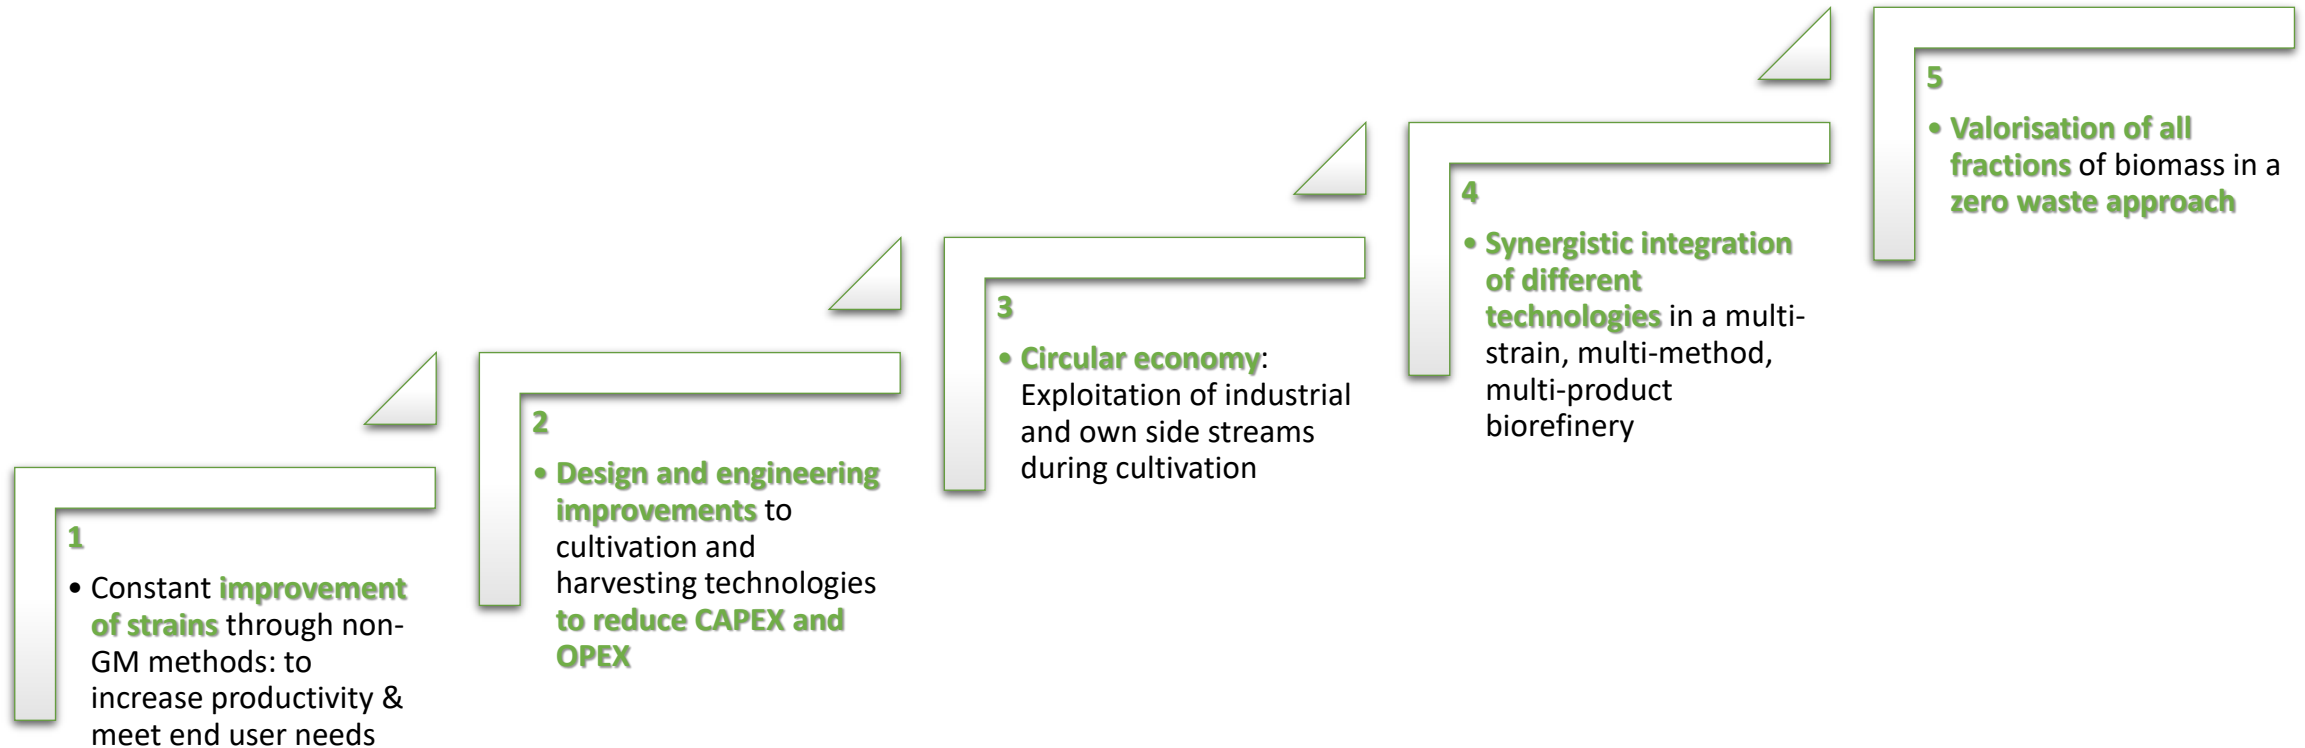 1
• Constant improvement
of strains through non-
GM methods: to
increase productivity &
meet end user needs
2
• Design and engineering
improvements to
cultivation and
harvesting technologies
to reduce CAPEX and
OPEX
3
• Circular economy:
Exploitation of industrial
and own side streams
during cultivation
4
• Synergistic integration
of different
technologies in a multi-
strain, multi-method,
multi-product
biorefinery
5
• Valorisation of all
fractions of biomass in a
zero waste approach